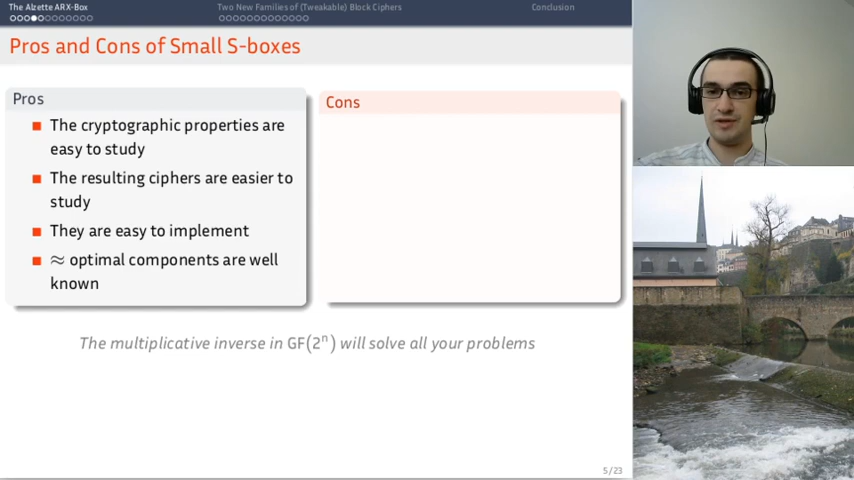 The Alzette ARX-Box
Two New Families of (Tweakable) Block Ciphers
Conclusion
Pros and Cons of Small S-boxes
Pros
The cryptographic properties are
easy to study
The resulting ciphers are easier to
study
They are easy to implement
≈ optimal components are well
known
Cons
The multiplicative inverse in GF(2ⁿ) will solve all your problems
5/23